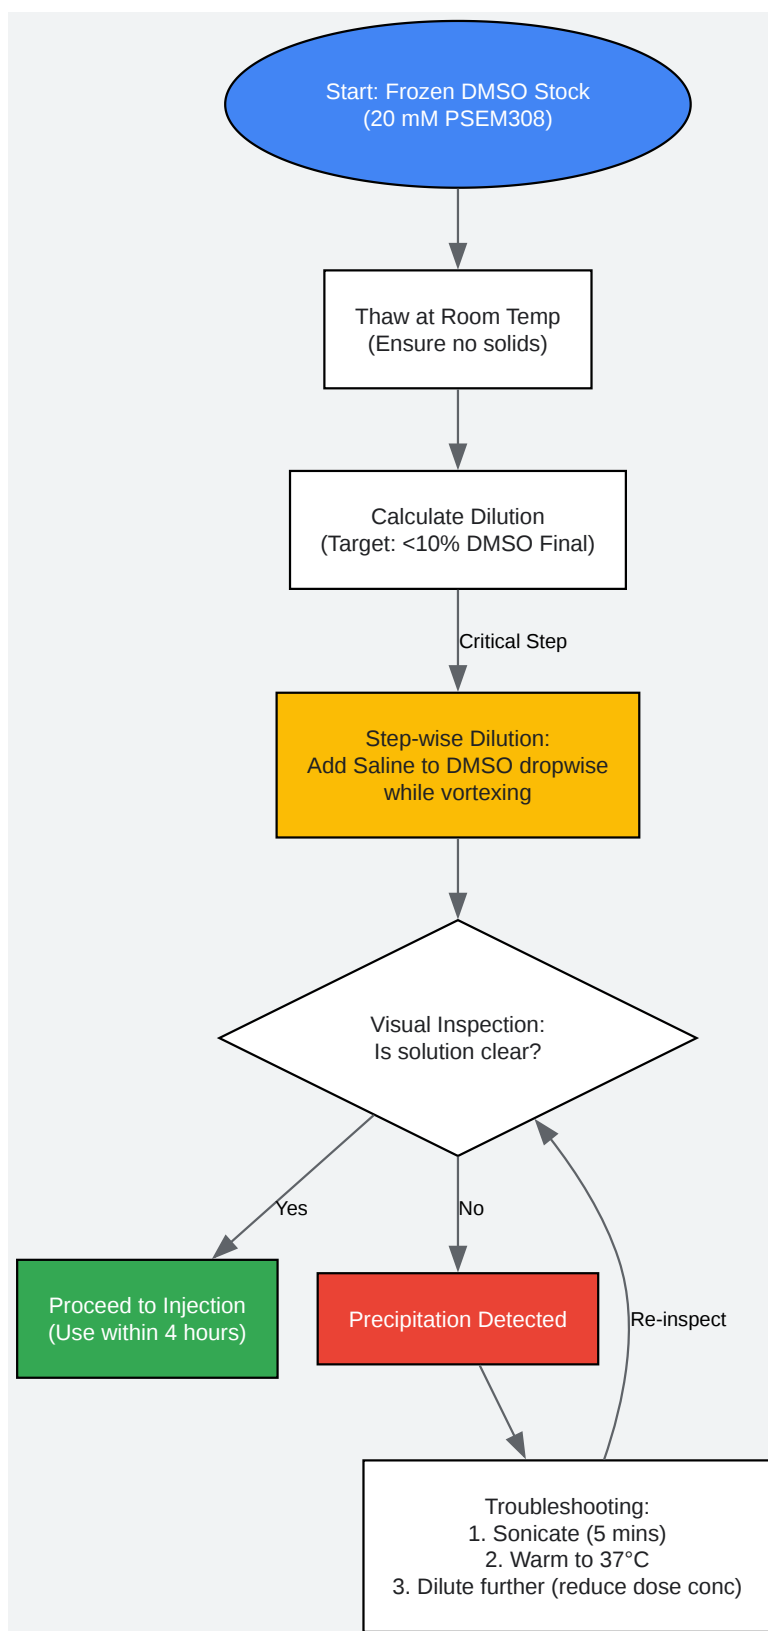 Start: Frozen DMSO Stock
(20 mM PSEM308)
Thaw at Room Temp
(Ensure no solids)
Calculate Dilution
(Target: <10% DMSO Final)
Critical Step
Step-wise Dilution:
Add Saline to DMSO dropwise
while vortexing
Visual Inspection:
Is solution clear?
Yes
No
Proceed to Injection
(Use within 4 hours)
Precipitation Detected
Re-inspect
Troubleshooting:
1. Sonicate (5 mins)
2. Warm to 37°C
3. Dilute further (reduce dose conc)